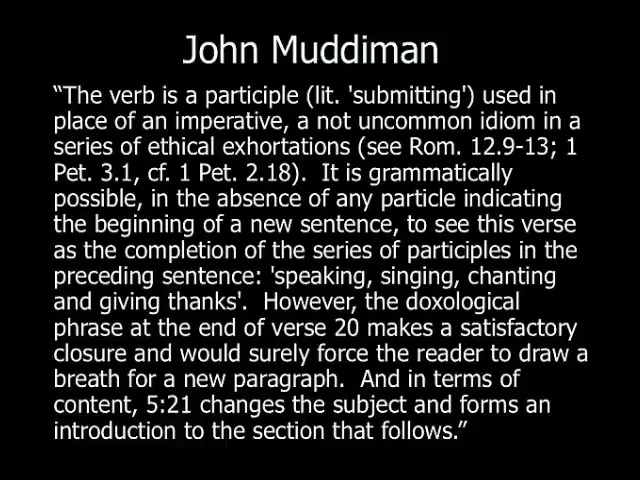 John Muddiman
“The verb is a participle (lit. 'submitting') used in
place of an imperative, a not uncommon idiom in a
series of ethical exhortations (see Rom. 12.9-13; 1
Pet. 3.1, cf. 1 Pet. 2.18).  It is grammatically
possible, in the absence of any particle indicating
the beginning of a new sentence, to see this verse
as the completion of the series of participles in the
preceding sentence: 'speaking, singing, chanting
and giving thanks'.  However, the doxological
phrase at the end of verse 20 makes a satisfactory
closure and would surely force the reader to draw a
breath for a new paragraph.  And in terms of
content, 5:21 changes the subject and forms an
introduction to the section that follows.”